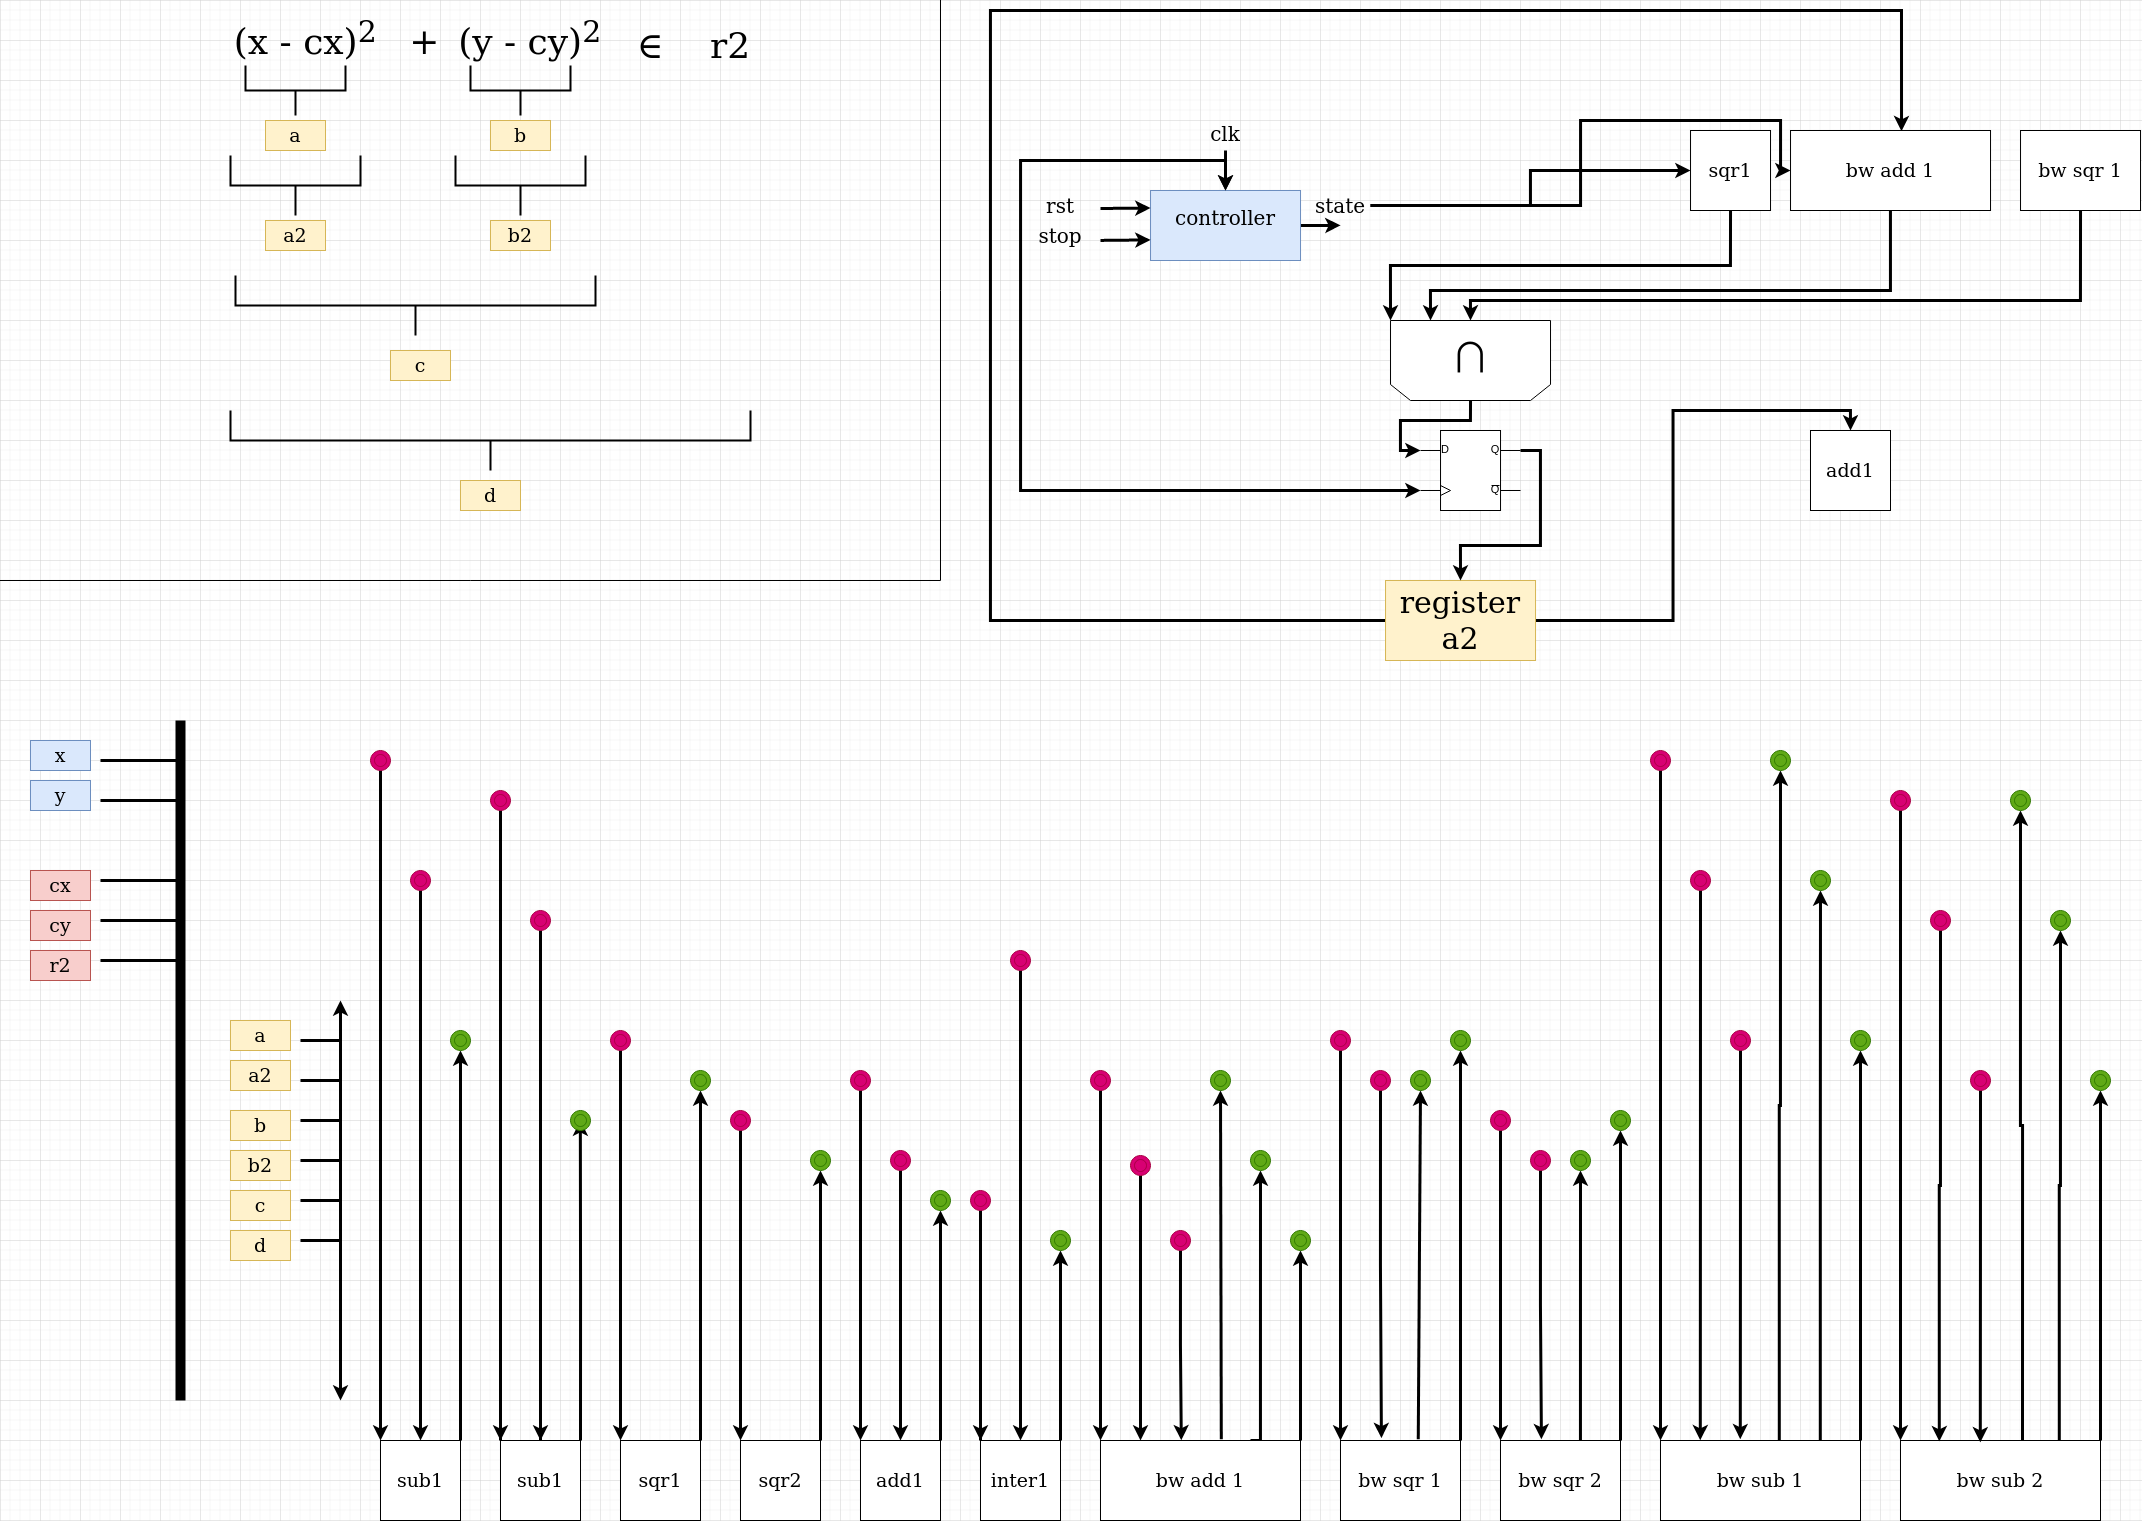 (x - cx)² + (y - cy)² ∈ r2
a
b
a2
b2
c
d
clk
rst
stop
controller
state
sqr1
bw add 1
bw sqr 1
∩
D
Q
Q̅
register
a2
add1
x
y
cx
cy
r2
a
a2
b
b2
c
d
sub1
sub1
sqr1
sqr2
add1
inter1
bw add 1
bw sqr 1
bw sqr 2
bw sub 1
bw sub 2